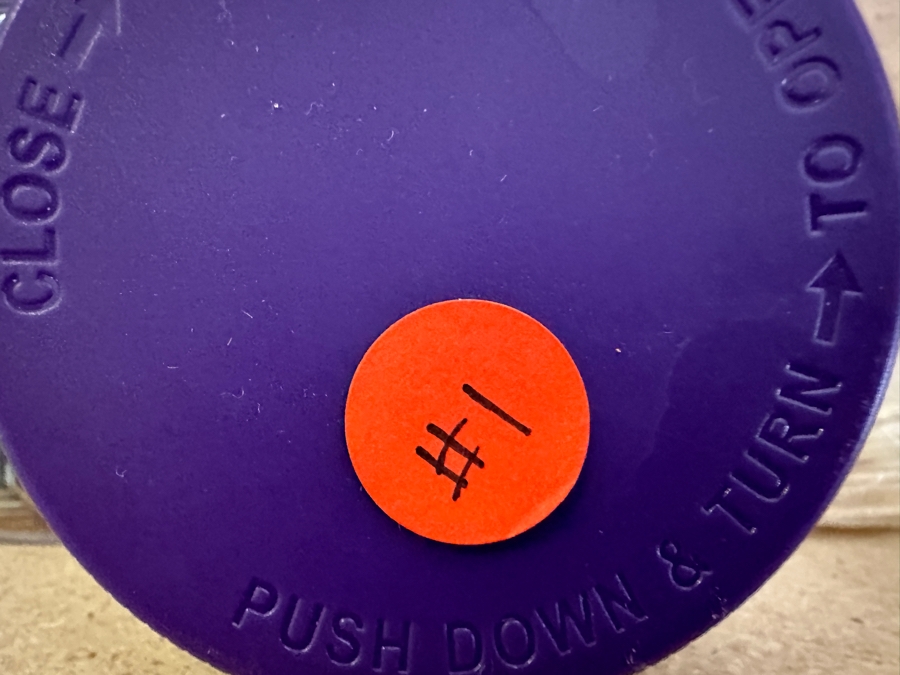 CLOSE →
PUSH DOWN & TURN → TO OPE
#1